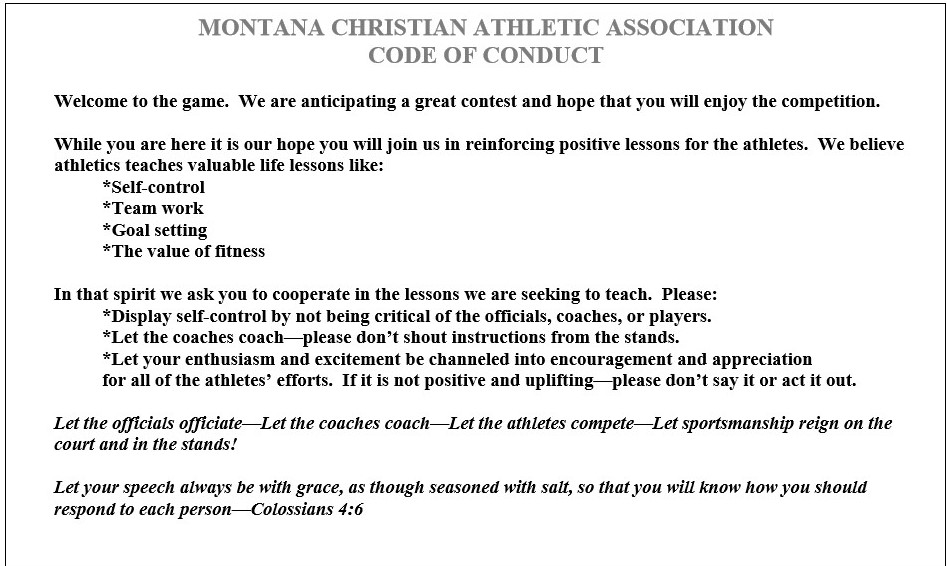 MONTANA CHRISTIAN ATHLETIC ASSOCIATION
CODE OF CONDUCT
Welcome to the game.  We are anticipating a great contest and hope that you will enjoy the competition.
While you are here it is our hope you will join us in reinforcing positive lessons for the athletes.  We believe
athletics teaches valuable life lessons like:
*Self-control
*Team work
*Goal setting
*The value of fitness
In that spirit we ask you to cooperate in the lessons we are seeking to teach.  Please:
*Display self-control by not being critical of the officials, coaches, or players.
*Let the coaches coach—please don’t shout instructions from the stands.
*Let your enthusiasm and excitement be channeled into encouragement and appreciation
for all of the athletes’ efforts.  If it is not positive and uplifting—please don’t say it or act it out.
Let the officials officiate—Let the coaches coach—Let the athletes compete—Let sportsmanship reign on the
court and in the stands!
Let your speech always be with grace, as though seasoned with salt, so that you will know how you should
respond to each person—Colossians 4:6